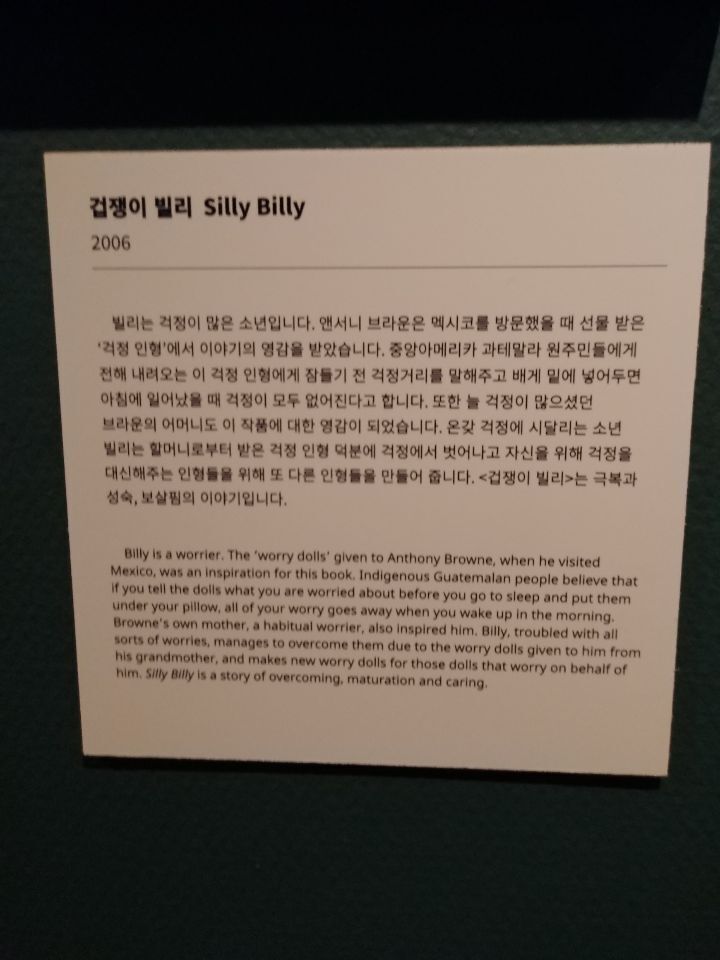 겁쟁이 빌리 Silly Billy
2006
빌리는 걱정이 많은 소년입니다. 앤서니 브라운은 멕시코를 방문했을 때 선물 받은
‘걱정 인형’에서 이야기의 영감을 받았습니다. 중앙아메리카 과테말라 원주민들에게
전해 내려오는 이 걱정 인형에게 잠들기 전 걱정거리를 말해주고 배게 밑에 넣어두면
아침에 일어났을 때 걱정이 모두 없어진다고 합니다. 또한 늘 걱정이 많으셨던
브라운의 어머니도 이 작품에 대한 영감이 되었습니다. 온갖 걱정에 시달리는 소년
빌리는 할머니로부터 받은 걱정 인형 덕분에 걱정에서 벗어나고 자신을 위해 걱정을
대신해주는 인형들을 위해 또 다른 인형들을 만들어 줍니다. <겁쟁이 빌리>는 극복과
성숙, 보살핌의 이야기입니다.
Billy is a worrier. The ‘worry dolls’ given to Anthony Browne, when he visited
Mexico, was an inspiration for this book. Indigenous Guatemalan people believe that
if you tell the dolls what you are worried about before you go to sleep and put them
under your pillow, all of your worry goes away when you wake up in the morning.
Browne's own mother, a habitual worrier, also inspired him. Billy, troubled with all
sorts of worries, manages to overcome them due to the worry dolls given to him from
his grandmother, and makes new worry dolls for those dolls that worry on behalf of
him. Silly Billy is a story of overcoming, maturation and caring.